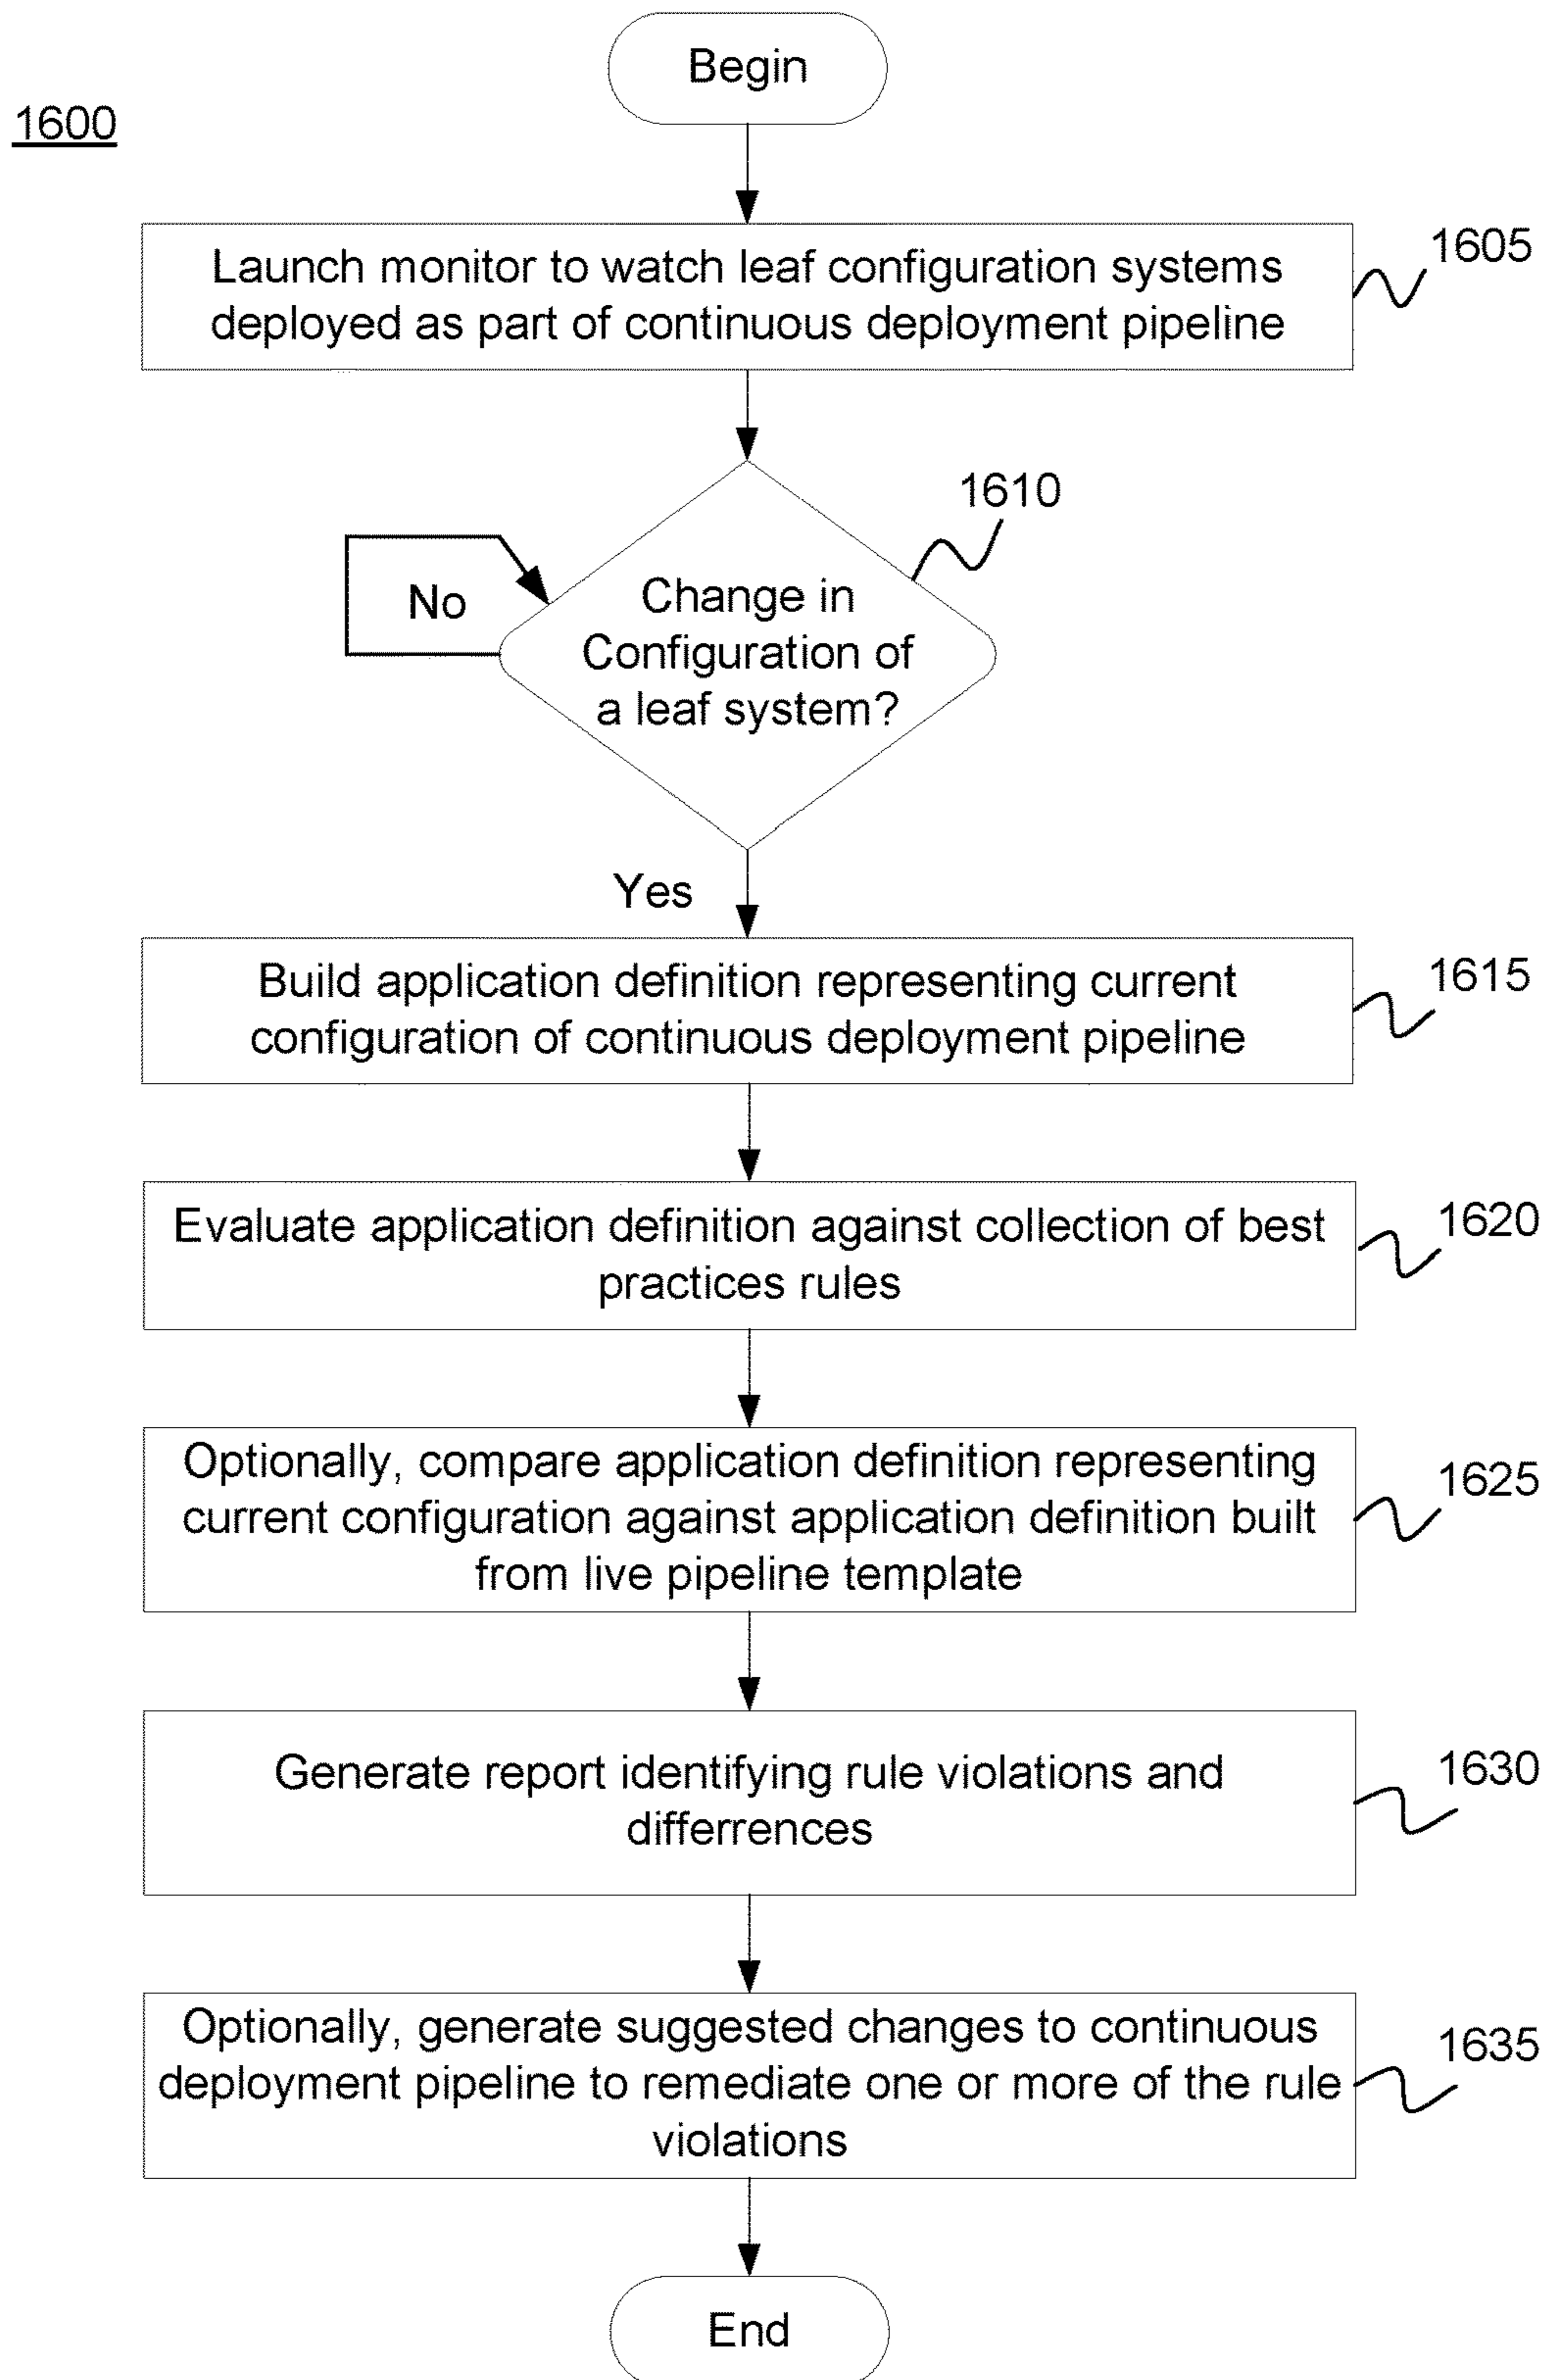 Begin
1600
Launch monitor to watch leaf configuration systems
deployed as part of continuous deployment pipeline
1605
1610
Change in
Configuration of
a leaf system?
No
Yes
Build application definition representing current
configuration of continuous deployment pipeline
1615
Evaluate application definition against collection of best
practices rules
1620
Optionally, compare application definition representing
current configuration against application definition built
from live pipeline template
1625
Generate report identifying rule violations and
differrences
1630
Optionally, generate suggested changes to continuous
deployment pipeline to remediate one or more of the rule
violations
1635
End